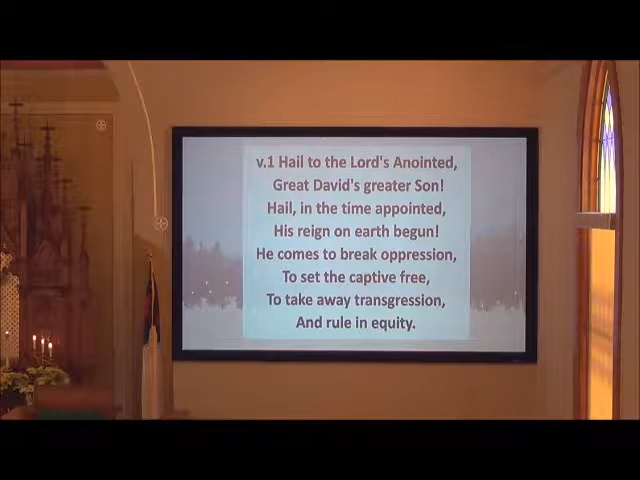 v.1 Hail to the Lord's Anointed,
Great David's greater Son!
Hail, in the time appointed,
His reign on earth begun!
He comes to break oppression,
To set the captive free,
To take away transgression,
And rule in equity.